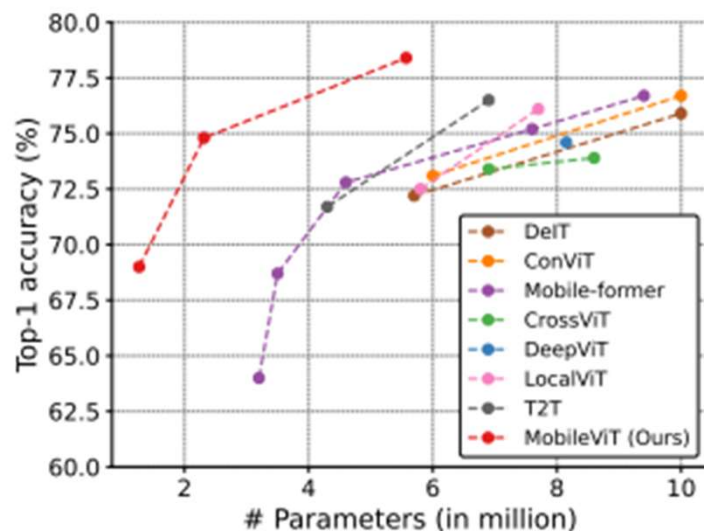 80.0
77.5
75.0
72.5
70.0
67.5
65.0
62.5
60.0
Top-1 accuracy (%)
DeIT
ConViT
Mobile-former
CrossViT
DeepViT
LocalViT
T2T
MobileViT (Ours)
2 4 6 8 10
# Parameters (in million)